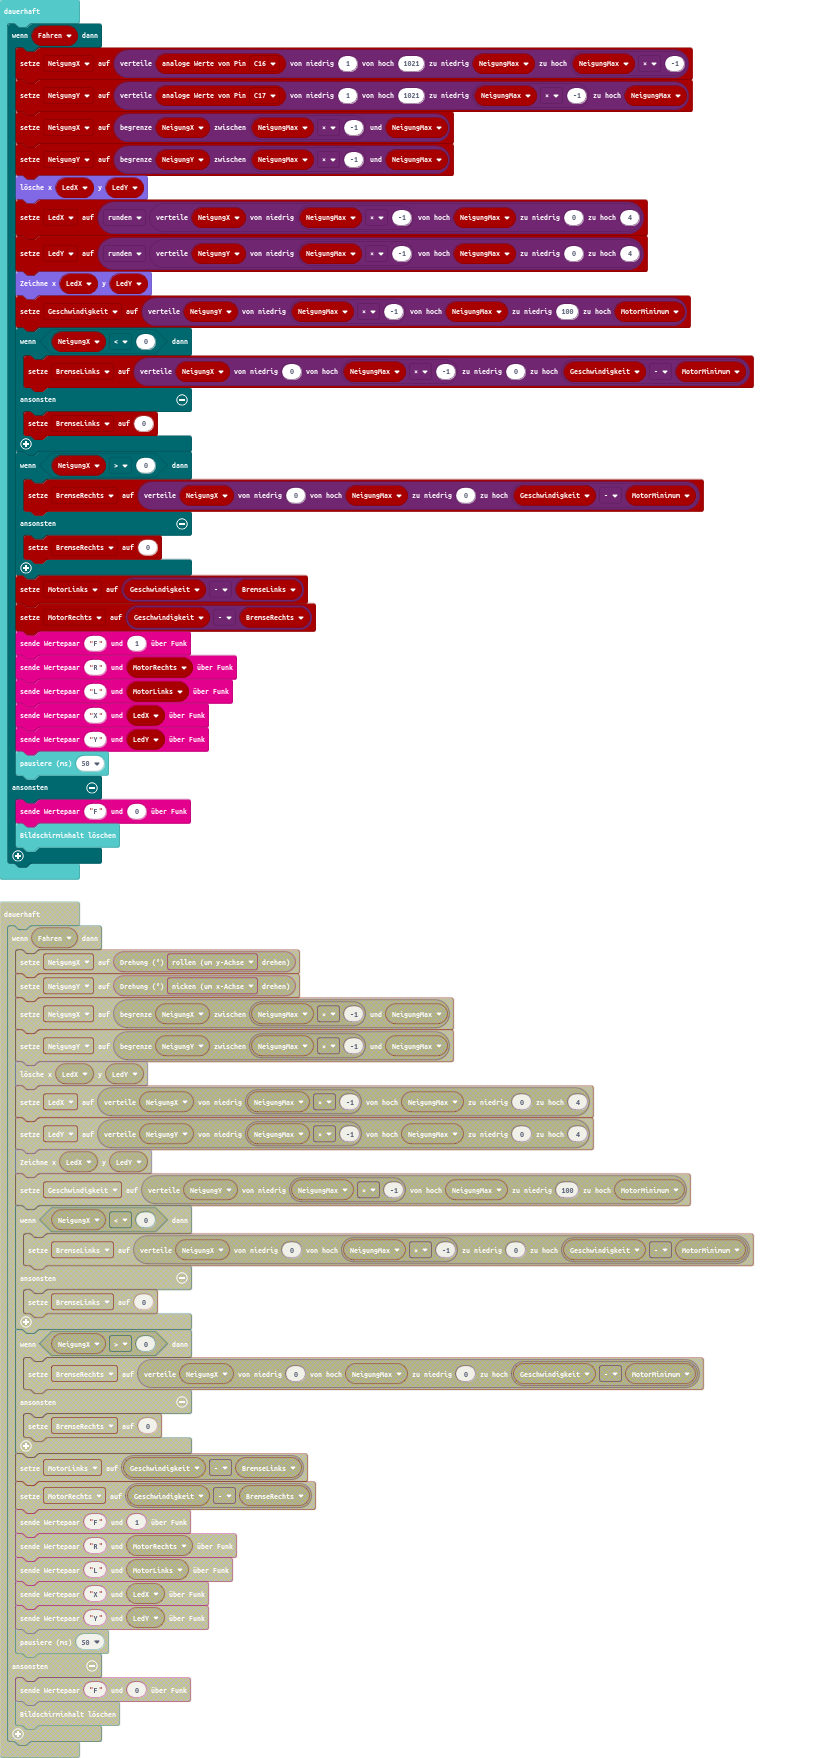 dauerhaft
wenn Fahren dann
setze NeigungX auf verteile analoge Werte von Pin C16 von niedrig 1 von hoch 1021 zu niedrig NeigungMax zu hoch NeigungMax × -1
setze NeigungY auf verteile analoge Werte von Pin C17 von niedrig 1 von hoch 1021 zu niedrig NeigungMax × -1 zu hoch NeigungMax
setze NeigungX auf begrenze NeigungX zwischen NeigungMax × -1 und NeigungMax
setze NeigungY auf begrenze NeigungY zwischen NeigungMax × -1 und NeigungMax
lösche x LedX y LedY
setze LedX auf runden verteile NeigungX von niedrig NeigungMax × -1 von hoch NeigungMax zu niedrig 0 zu hoch 4
setze LedY auf runden verteile NeigungY von niedrig NeigungMax × -1 von hoch NeigungMax zu niedrig 0 zu hoch 4
Zeichne x LedX y LedY
setze Geschwindigkeit auf verteile NeigungY von niedrig NeigungMax × -1 von hoch NeigungMax zu niedrig 100 zu hoch MotorMinimum
wenn NeigungX < 0 dann
setze BremseLinks auf verteile NeigungX von niedrig 0 von hoch NeigungMax × -1 zu niedrig 0 zu hoch Geschwindigkeit - MotorMinimum
ansonsten
setze BremseLinks auf 0
wenn NeigungX > 0 dann
setze BremseRechts auf verteile NeigungX von niedrig 0 von hoch NeigungMax zu niedrig 0 zu hoch Geschwindigkeit - MotorMinimum
ansonsten
setze BremseRechts auf 0
setze MotorLinks auf Geschwindigkeit - BremseLinks
setze MotorRechts auf Geschwindigkeit - BremseRechts
sende Wertepaar "F" und 1 über Funk
sende Wertepaar "R" und MotorRechts über Funk
sende Wertepaar "L" und MotorLinks über Funk
sende Wertepaar "X" und LedX über Funk
sende Wertepaar "Y" und LedY über Funk
pausiere (ms) 50
ansonsten
sende Wertepaar "F" und 0 über Funk
Bildschirminhalt löschen
dauerhaft
wenn Fahren dann
setze NeigungX auf Drehung (°) rollen (um y-Achse drehen)
setze NeigungY auf Drehung (°) nicken (um x-Achse drehen)
setze NeigungX auf begrenze NeigungX zwischen NeigungMax × -1 und NeigungMax
setze NeigungY auf begrenze NeigungY zwischen NeigungMax × -1 und NeigungMax
lösche x LedX y LedY
setze LedX auf verteile NeigungX von niedrig NeigungMax × -1 von hoch NeigungMax zu niedrig 0 zu hoch 4
setze LedY auf verteile NeigungY von niedrig NeigungMax × -1 von hoch NeigungMax zu niedrig 0 zu hoch 4
Zeichne x LedX y LedY
setze Geschwindigkeit auf verteile NeigungY von niedrig NeigungMax × -1 von hoch NeigungMax zu niedrig 100 zu hoch MotorMinimum
wenn NeigungX < 0 dann
setze BremseLinks auf verteile NeigungX von niedrig 0 von hoch NeigungMax × -1 zu niedrig 0 zu hoch Geschwindigkeit - MotorMinimum
ansonsten
setze BremseLinks auf 0
wenn NeigungX > 0 dann
setze BremseRechts auf verteile NeigungX von niedrig 0 von hoch NeigungMax zu niedrig 0 zu hoch Geschwindigkeit - MotorMinimum
ansonsten
setze BremseRechts auf 0
setze MotorLinks auf Geschwindigkeit - BremseLinks
setze MotorRechts auf Geschwindigkeit - BremseRechts
sende Wertepaar "F" und 1 über Funk
sende Wertepaar "R" und MotorRechts über Funk
sende Wertepaar "L" und MotorLinks über Funk
sende Wertepaar "X" und LedX über Funk
sende Wertepaar "Y" und LedY über Funk
pausiere (ms) 50
ansonsten
sende Wertepaar "F" und 0 über Funk
Bildschirminhalt löschen